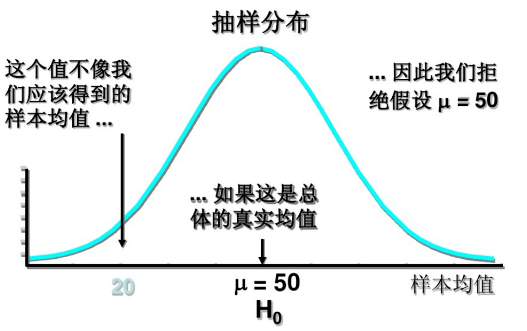 抽样分布
这个值不像我
们应该得到的
样本均值 ...
... 因此我们拒
绝假设 μ = 50
... 如果这是总
体的真实均值
20
μ = 50
H₀
样本均值